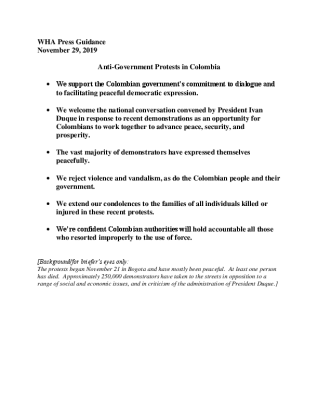 WHA Press Guidance
November 29, 2019
Anti-Government Protests in Colombia
• We support the Colombian government's commitment to dialogue and
to facilitating peaceful democratic expression.
• We welcome the national conversation convened by President Ivan
Duque in response to recent demonstrations as an opportunity for
Colombians to work together to advance peace, security, and
prosperity.
• The vast majority of demonstrators have expressed themselves
peacefully.
• We reject violence and vandalism, as do the Colombian people and their
government.
• We extend our condolences to the families of all individuals killed or
injured in these recent protests.
• We're confident Colombian authorities will hold accountable all those
who resorted improperly to the use of force.
[Background/for briefer's eyes only:
The protests began November 21 in Bogota and have mostly been peaceful. At least one person
has died. Approximately 250,000 demonstrators have taken to the streets in opposition to a
range of social and economic issues, and in criticism of the administration of President Duque.]